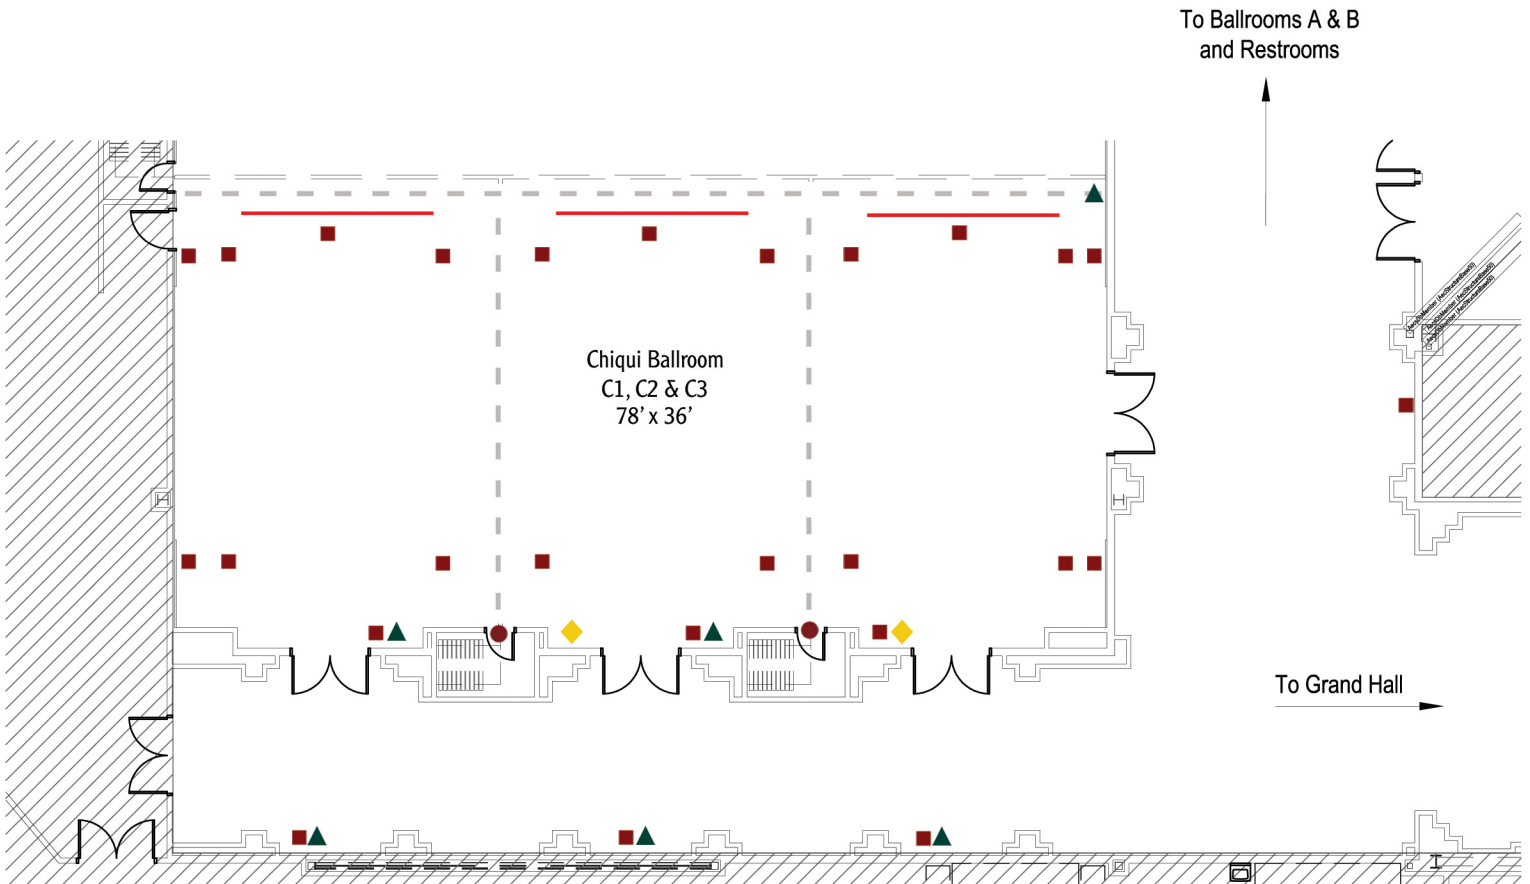 To Ballrooms A & B
and Restrooms
Chiqui Ballroom
C1, C2 & C3
78’ x 36’
To Grand Hall